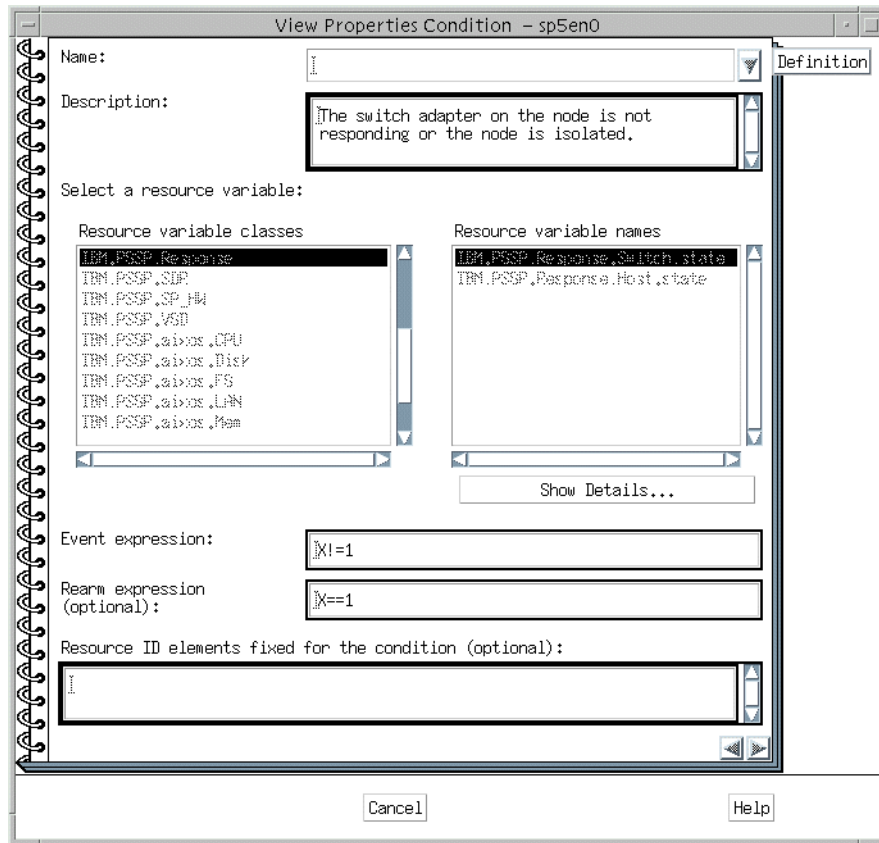 View Properties Condition - sp5en0
Name:
Definition
Description:
The switch adapter on the node is not
responding or the node is isolated.
Select a resource variable:
Resource variable classes
IBM.PSSP.Response
IBM.PSSP.SDR
IBM.PSSP.SP_HW
IBM.PSSP.VSD
IBM.PSSP.aixos.CPU
IBM.PSSP.aixos.Disk
IBM.PSSP.aixos.FS
IBM.PSSP.aixos.LAN
IBM.PSSP.aixos.Mem
Resource variable names
IBM.PSSP.Response.Switch.state
IBM.PSSP.Response.Host.state
Show Details...
Event expression:
X!=1
Rearm expression
(optional):
X==1
Resource ID elements fixed for the condition (optional):
Cancel
Help